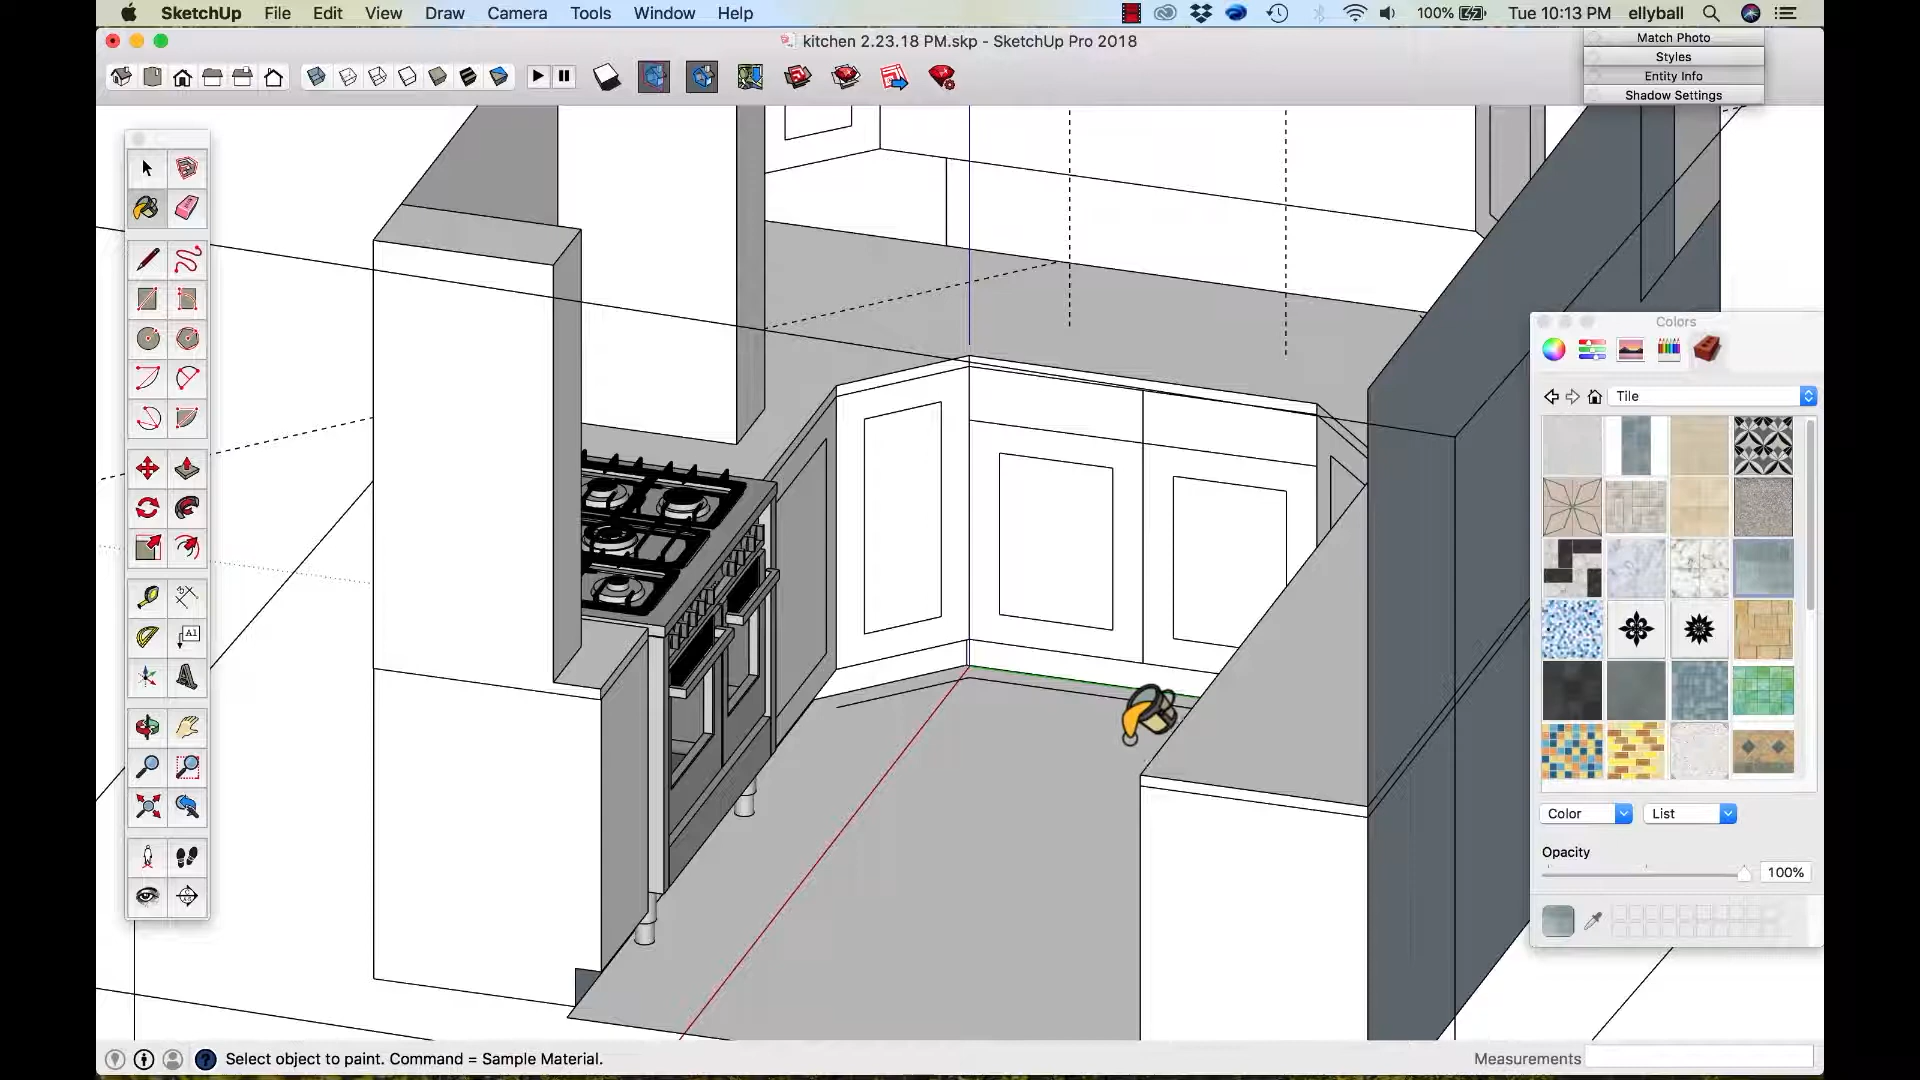 SketchUp File Edit View Draw Camera Tools Window Help 100% Tue 10:13 PM ellyball
kitchen 2.23.18 PM.skp - SketchUp Pro 2018
Match Photo
Styles
Entity Info
Shadow Settings
Colors
Tile
A1
Color List
Opacity
100%
Select object to paint. Command = Sample Material. Measurements